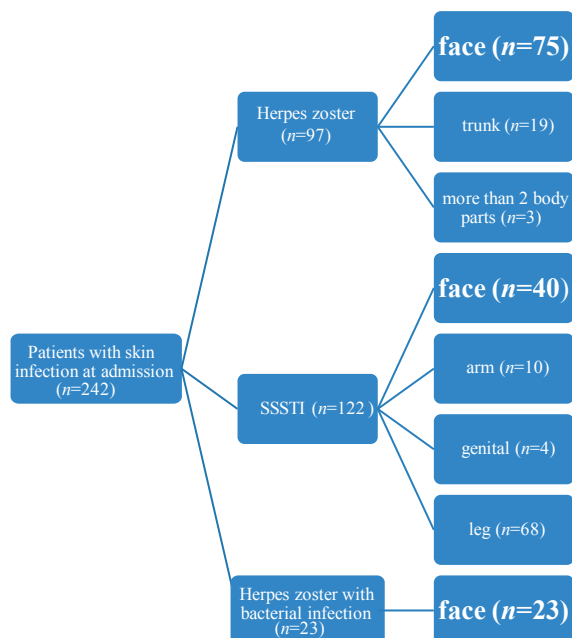 Patients with skin
infection at admission
(n=242)
Herpes zoster
(n=97)
face (n=75)
trunk (n=19)
more than 2 body
parts (n=3)
SSSTI (n=122)
face (n=40)
arm (n=10)
genital (n=4)
leg (n=68)
Herpes zoster with
bacterial infection
(n=23)
face (n=23)